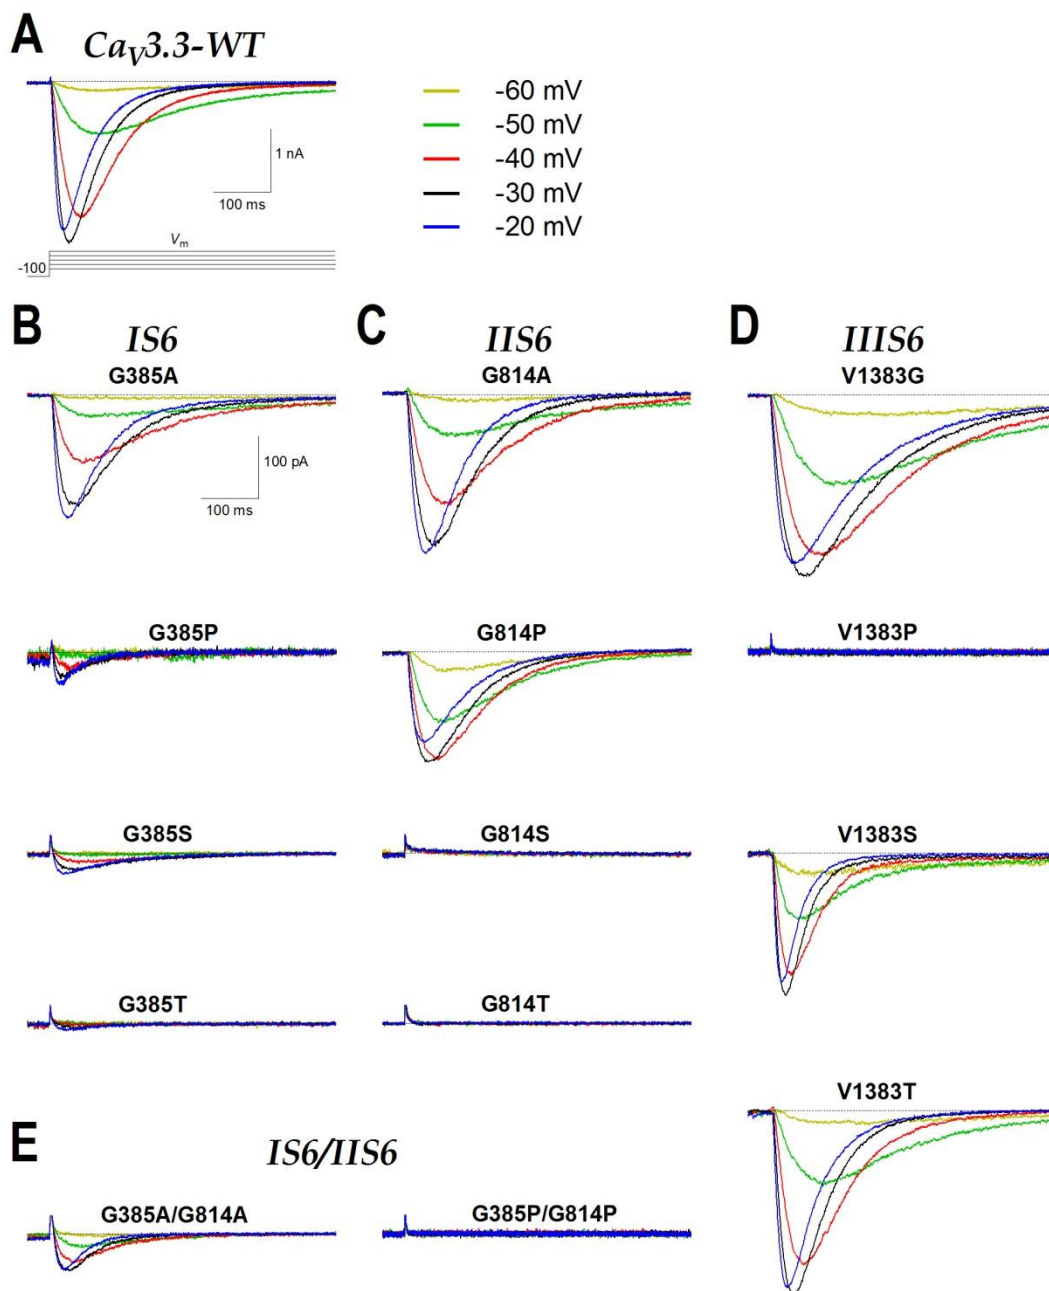 A
CaV3.3-WT
1 nA
100 ms
Vm
-100
-60 mV
-50 mV
-40 mV
-30 mV
-20 mV
B
IS6
G385A
100 pA
100 ms
G385P
G385S
G385T
C
IIS6
G814A
G814P
G814S
G814T
D
IIIS6
V1383G
V1383P
V1383S
V1383T
E
IS6/IIS6
G385A/G814A
G385P/G814P